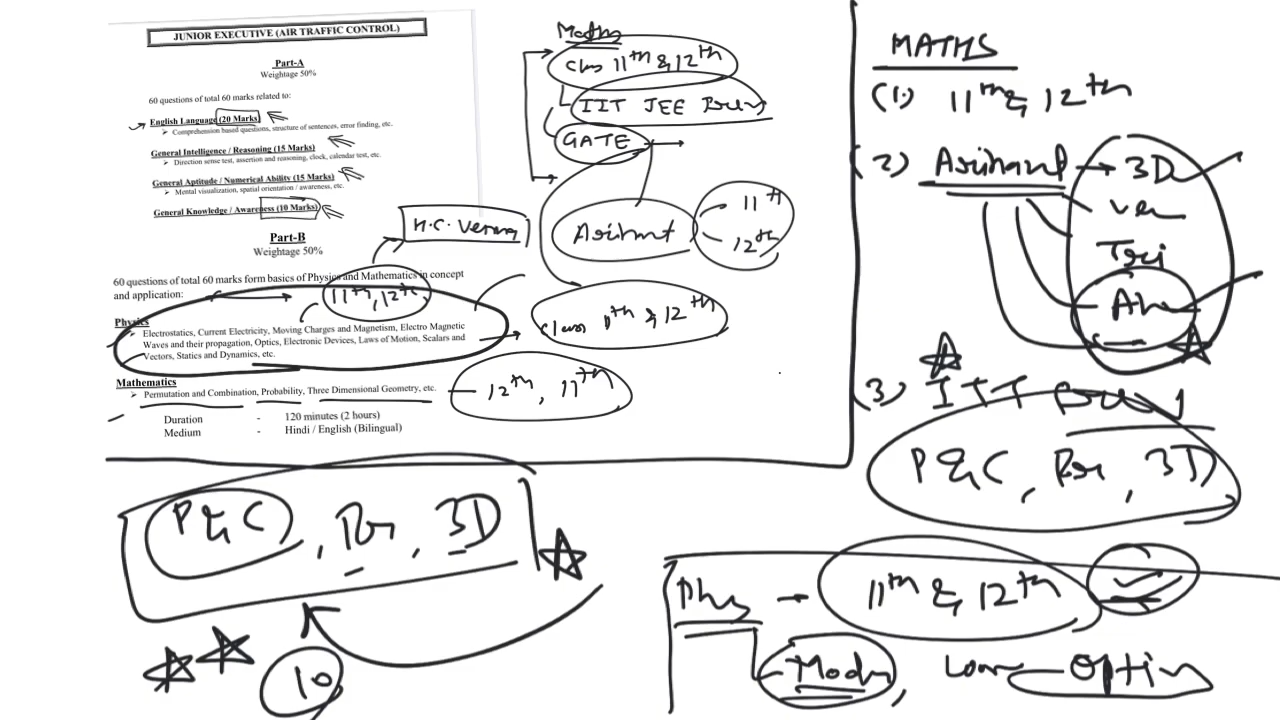 JUNIOR EXECUTIVE (AIR TRAFFIC CONTROL)
Part-A
Weightage 50%
60 questions of total 60 marks related to:
English Language (20 Marks)
➢ Comprehension based questions, structure of sentences, error finding, etc.
General Intelligence / Reasoning (15 Marks)
➢ Direction sense test, assertion and reasoning, clock, calendar test, etc.
General Aptitude / Numerical Ability (15 Marks)
➢ Mental visualization, spatial orientation / awareness, etc.
General Knowledge / Awareness (10 Marks)
Part-B
Weightage 50%
60 questions of total 60 marks form basics of Physics and Mathematics in concept
and application:
Physics
➢ Electrostatics, Current Electricity, Moving Charges and Magnetism, Electro Magnetic
Waves and their propagation, Optics, Electronic Devices, Laws of Motion, Scalars and
Vectors, Statics and Dynamics, etc.
Mathematics
➢ Permutation and Combination, Probability, Three Dimensional Geometry, etc.
Duration - 120 minutes (2 hours)
Medium - Hindi / English (Bilingual)
H.C. Verma
11th, 12th
Maths
Class 11th & 12th
IIT JEE
GATE
Arihant
11th
12th
Class 11th & 12th
12th, 11th
MATHS
(1) 11th & 12th
(2) Arihant → 3D
Tri
(3)
P&C, 3D
P&C, 3D
10
Phy → 11th & 12th